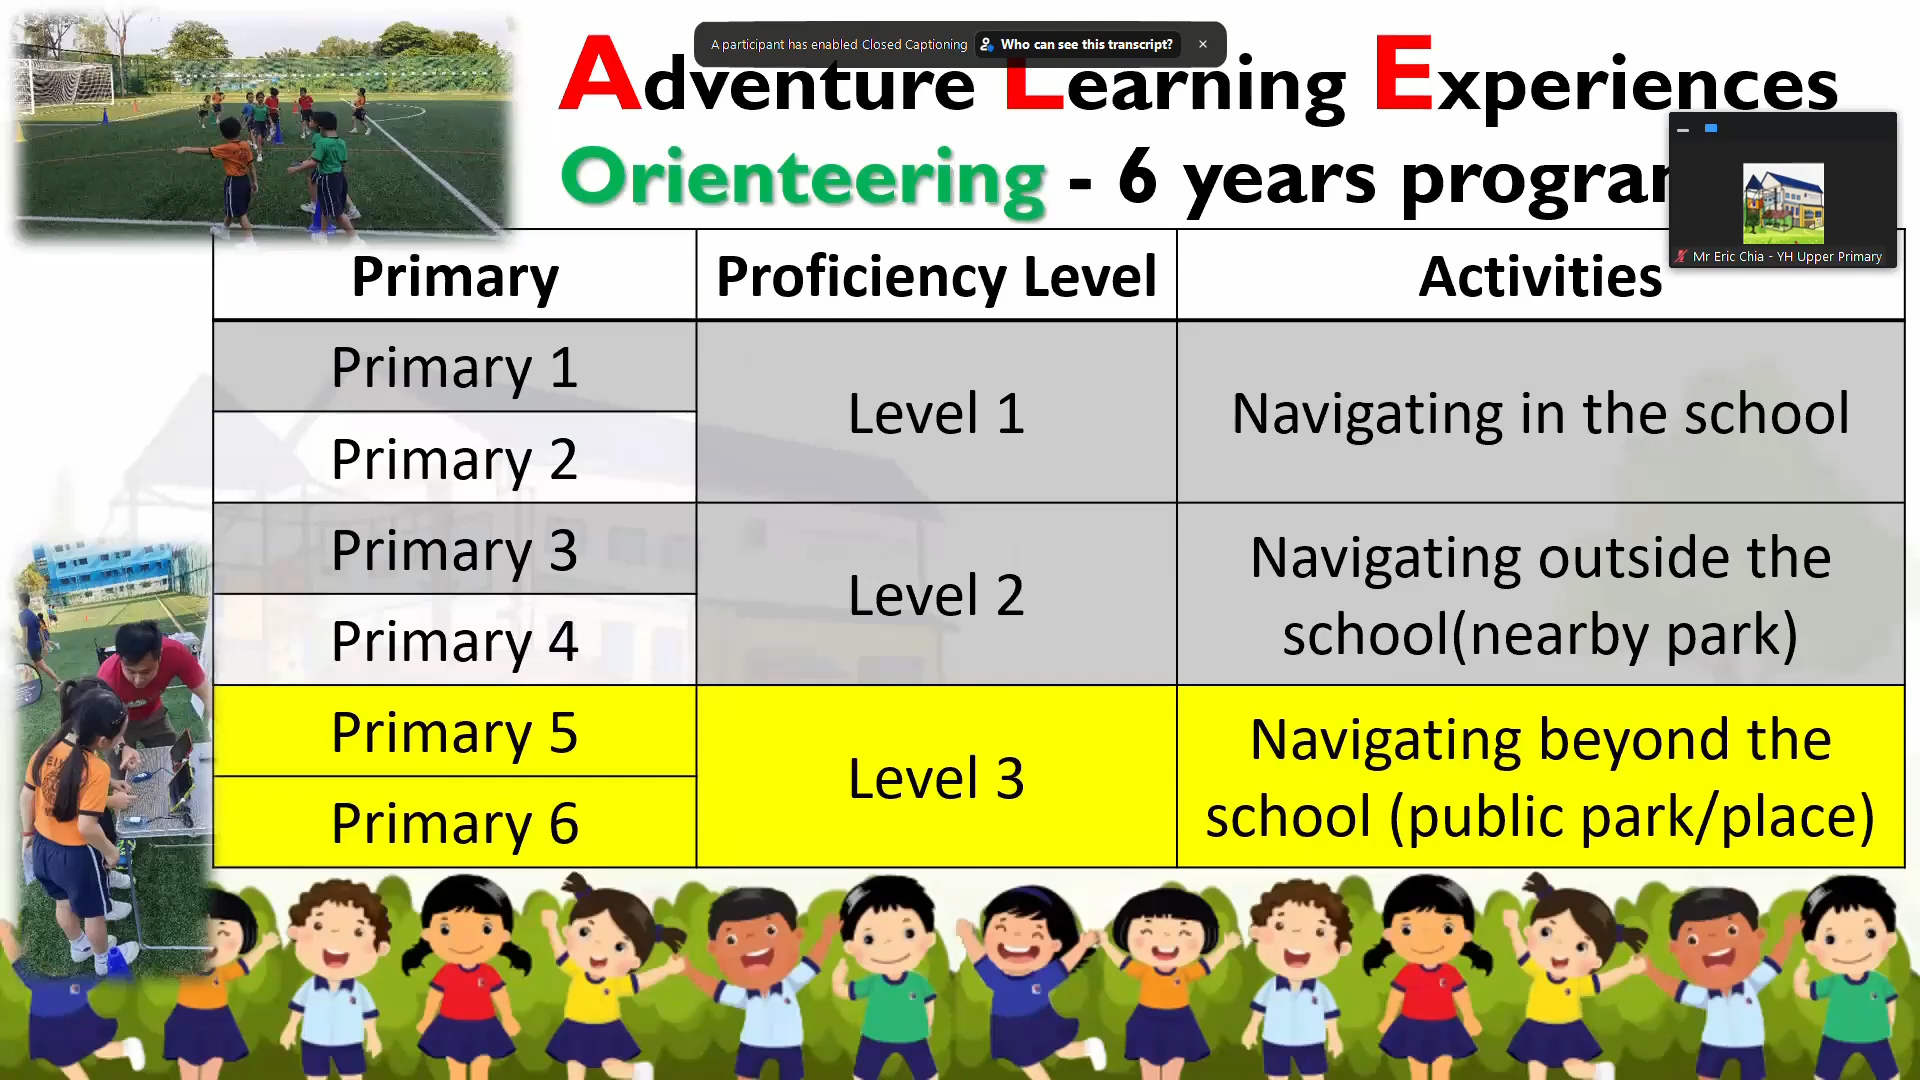 A participant has enabled Closed Captioning Who can see this transcript?
Adventure Learning Experiences
Orienteering - 6 years
Mr Eric Chia - YH Upper Primary
Primary Proficiency Level Activities
Primary 1
Level 1 Navigating in the school
Primary 2
Primary 3
Level 2 Navigating outside the
school(nearby park)
Primary 4
Primary 5
Level 3 Navigating beyond the
school (public park/place)
Primary 6